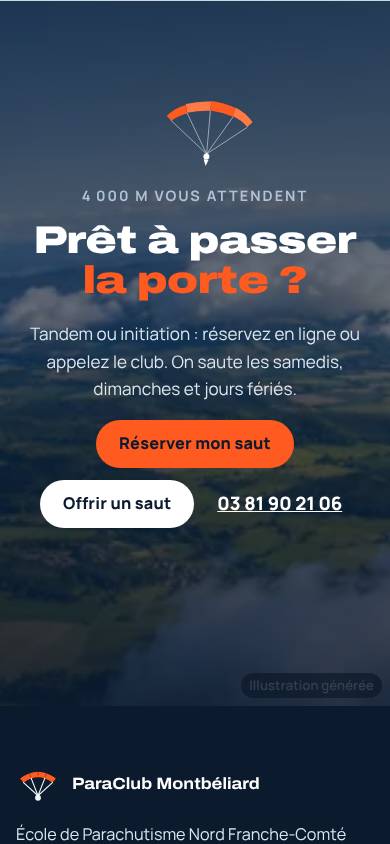 4 000 M VOUS ATTENDENT
Prêt à passer
la porte ?
Tandem ou initiation : réservez en ligne ou
appelez le club. On saute les samedis,
dimanches et jours fériés.
Réserver mon saut
Offrir un saut
03 81 90 21 06
Illustration générée
ParaClub Montbéliard
École de Parachutisme Nord Franche-Comté